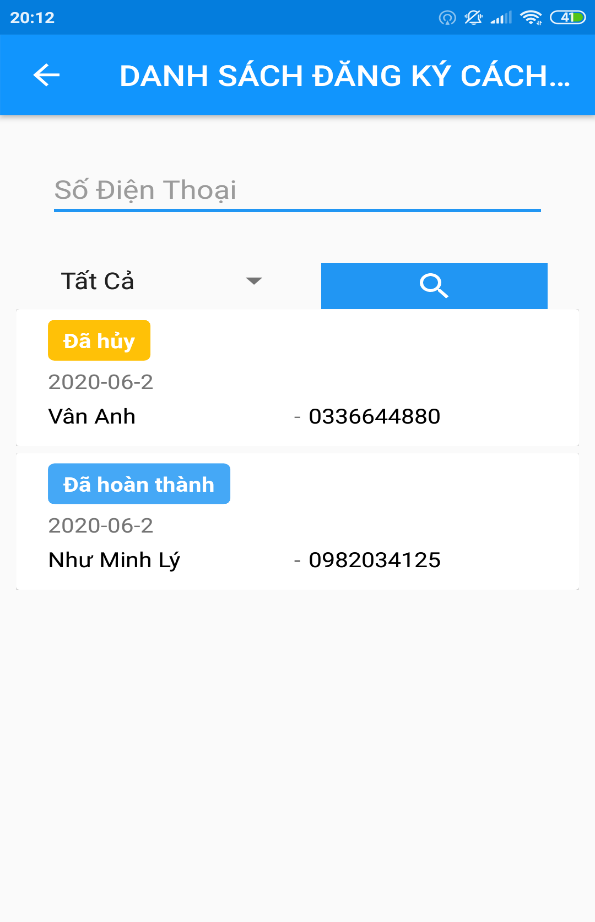 20:12
41
DANH SÁCH ĐĂNG KÝ CÁCH...
Số Điện Thoại
Tất Cả
Đã hủy
2020-06-2
Vân Anh - 0336644880
Đã hoàn thành
2020-06-2
Như Minh Lý - 0982034125